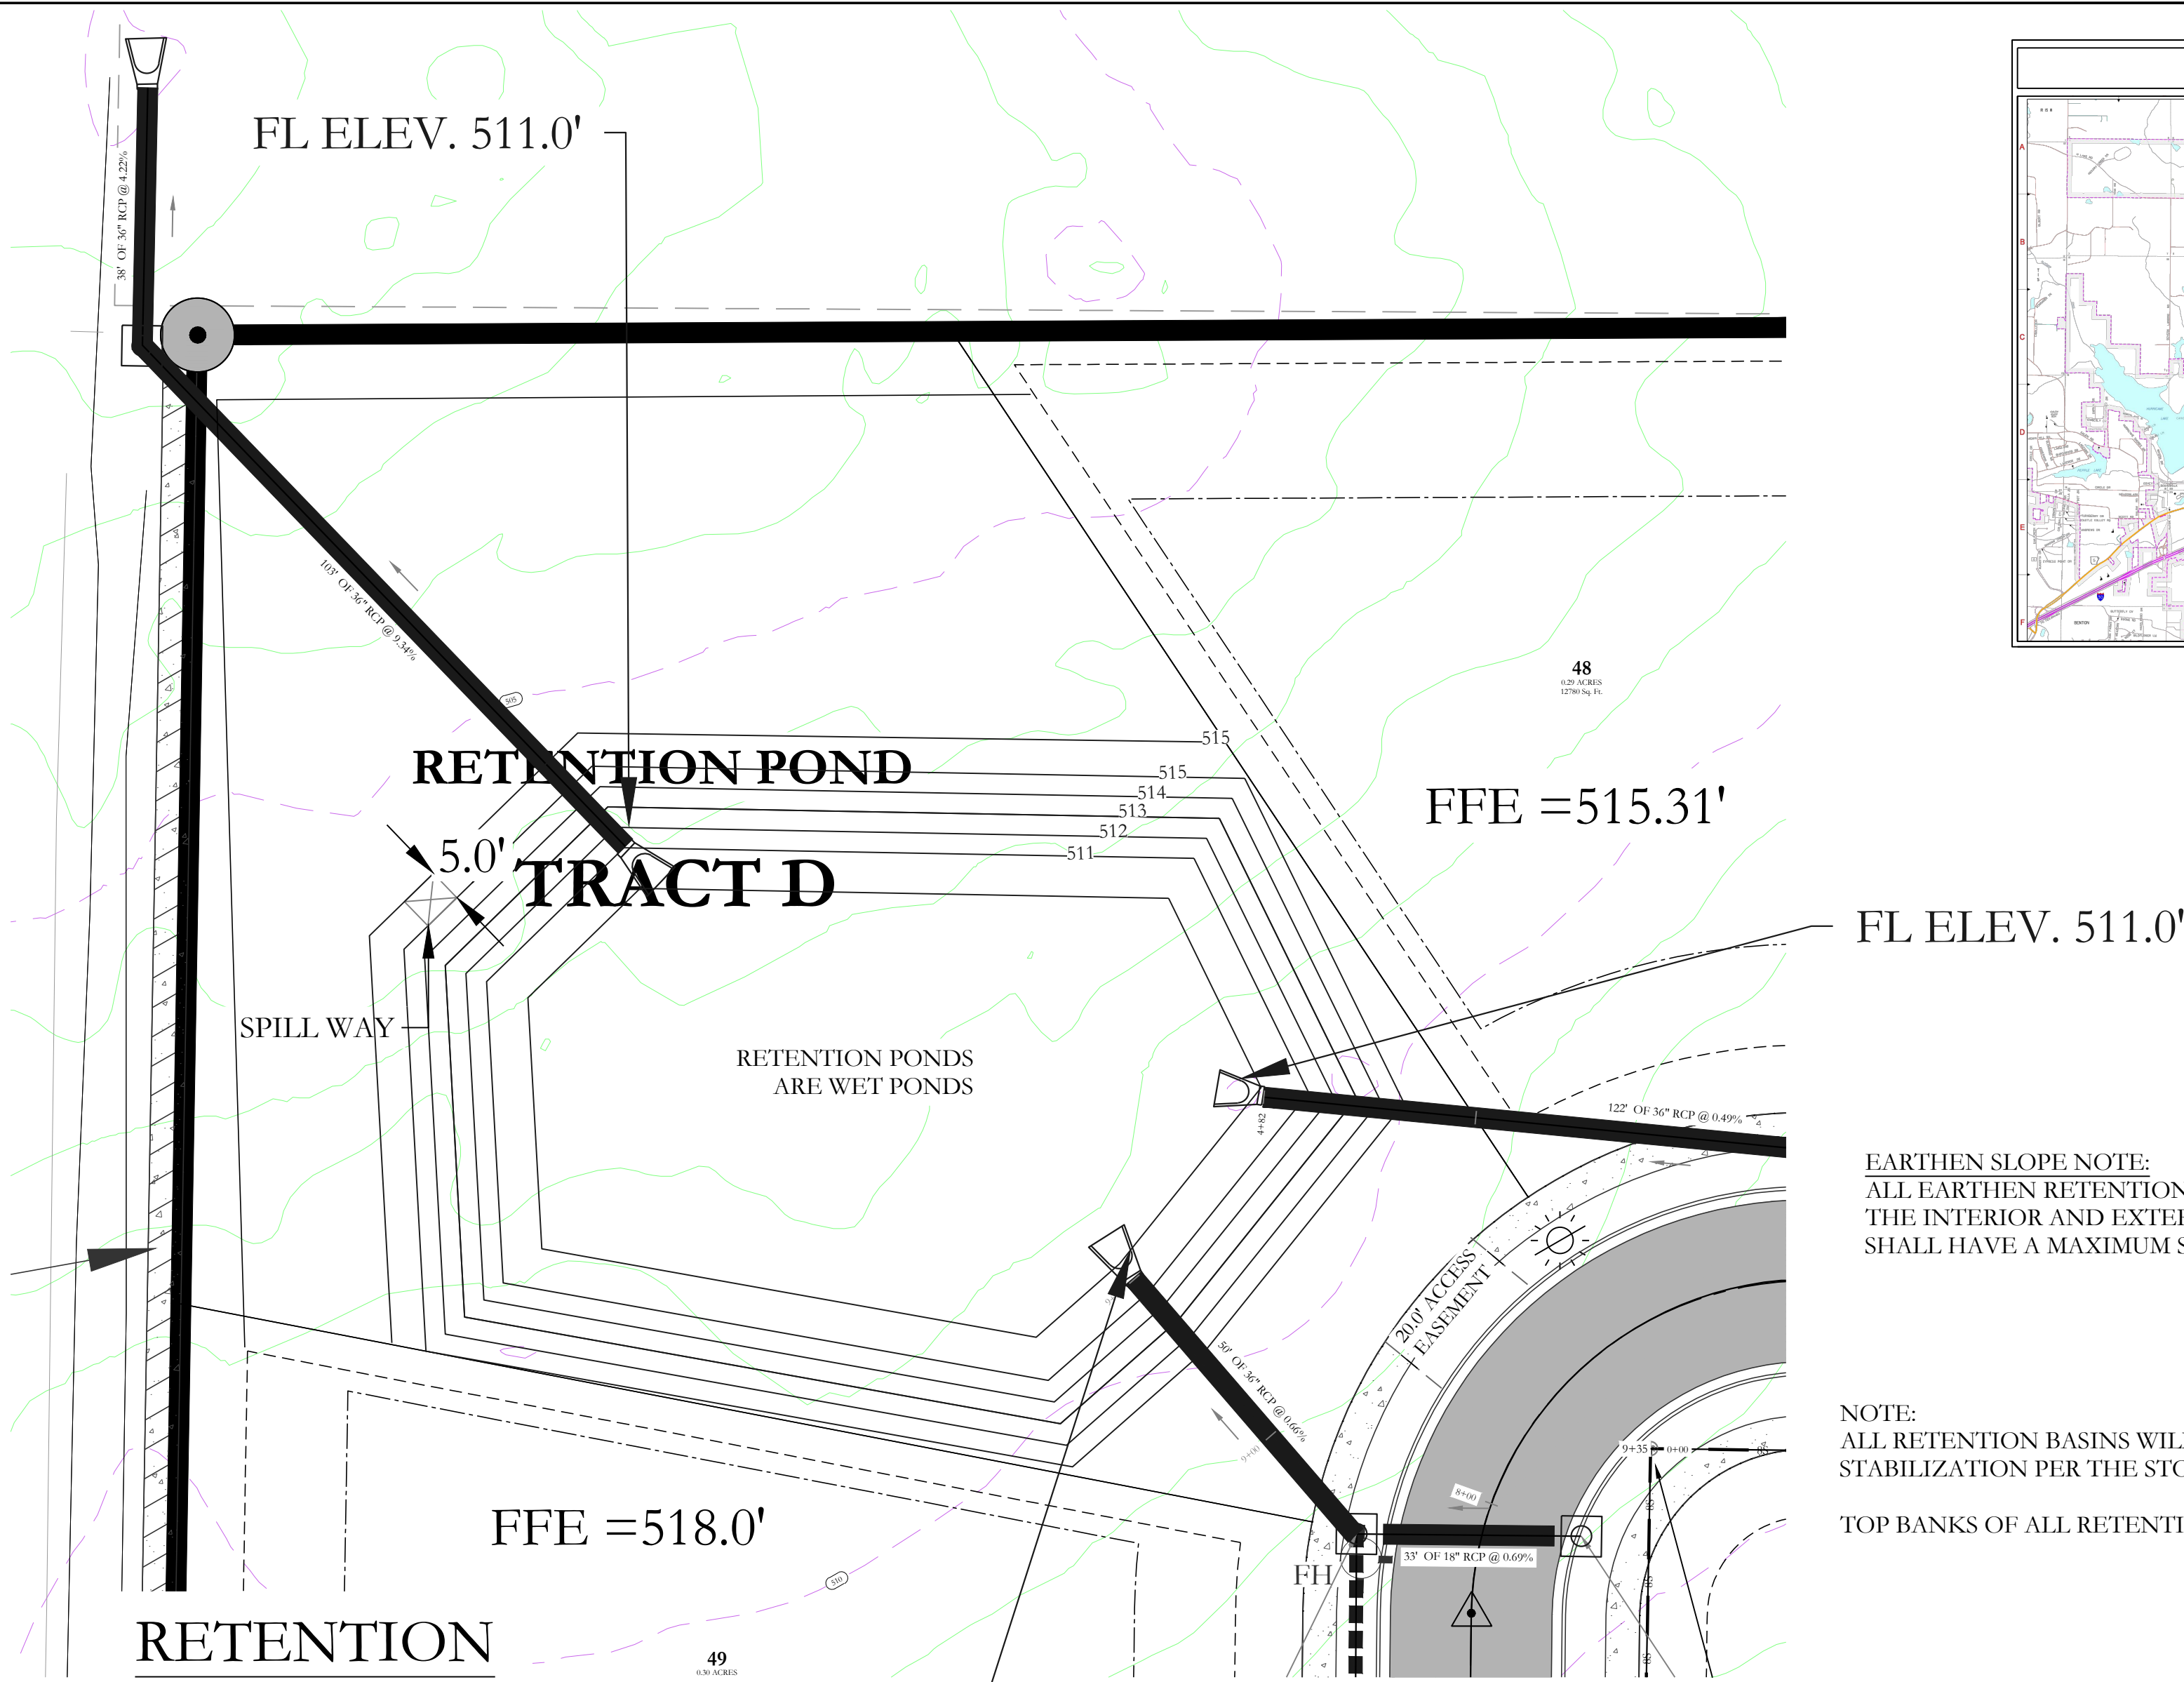 FL ELEV. 511.0'
38' OF 36" RCP @ 4.22%
103' OF 36" RCP @ 9.34%
505
48
0.29 ACRES
12780 Sq. Ft.
RETENTION POND
515
515
514
513
512
511
FFE =515.31'
5.0'
TRACT D
FL ELEV. 511.0'
SPILL WAY
RETENTION PONDS
ARE WET PONDS
4+82
122' OF 36" RCP @ 0.49%
EARTHEN SLOPE NOTE:
ALL EARTHEN RETENTION
THE INTERIOR AND
SHALL HAVE A MAXIMUM
20.0' ACCESS
EASEMENT
50' OF 36" RCP @ 0.66%
9+00
NOTE:
ALL RETENTION BASINS
STABILIZATION PER THE
9+35
0+00
8+00
TOP BANKS OF ALL
FFE =518.0'
33' OF 18" RCP @ 0.69%
FH
510
RETENTION
49
0.30 ACRES
A
B
C
D
E
F
BENTON